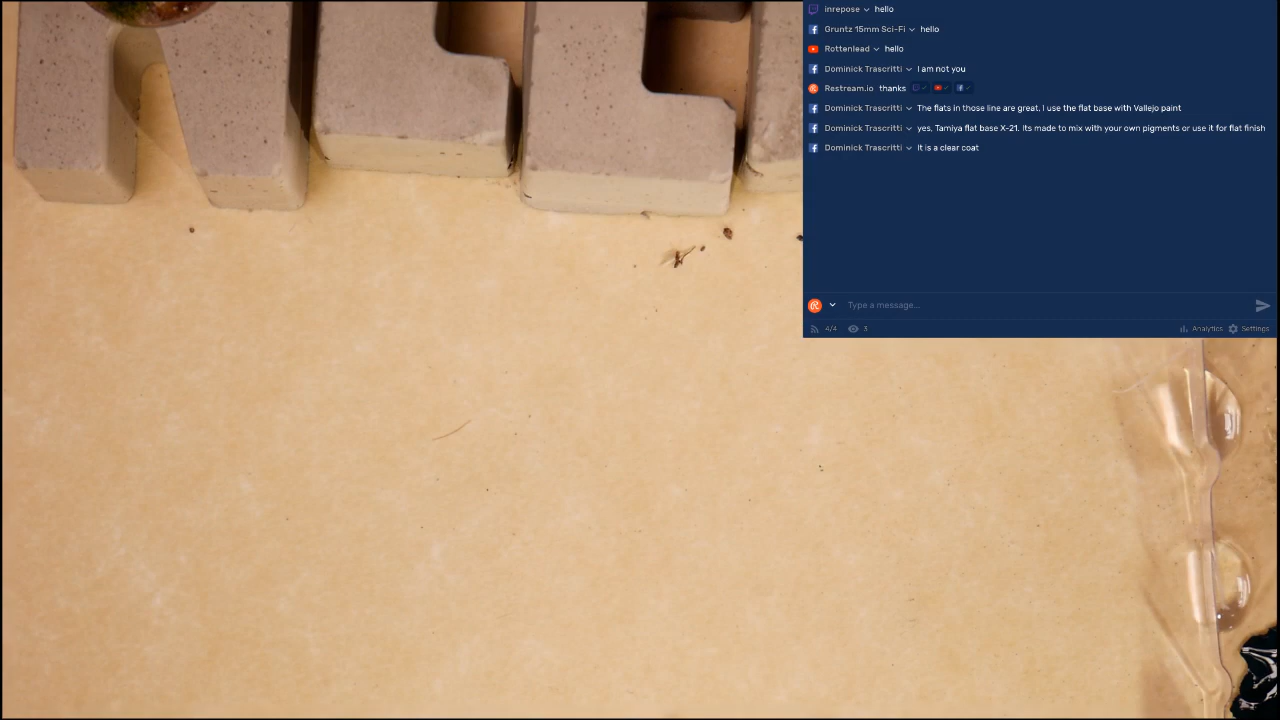 inrepose hello
Gruntz 15mm Sci-Fi hello
Rottenlead hello
Dominick Trascritti I am not you
Restream.io thanks
Dominick Trascritti The flats in those line are great. I use the flat base with Vallejo paint
Dominick Trascritti yes, Tamiya flat base X-21. Its made to mix with your own pigments or use it for flat finish
Dominick Trascritti It is a clear coat
Type a message...
4/4 3 Analytics Settings